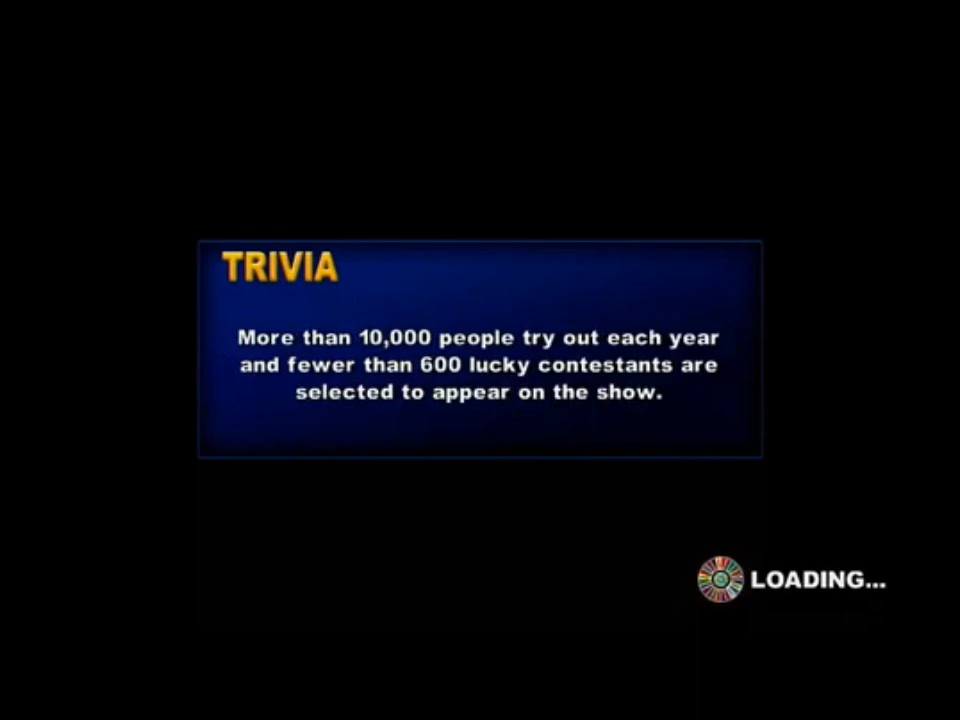 TRIVIA
More than 10,000 people try out each year
and fewer than 600 lucky contestants are
selected to appear on the show.
LOADING...